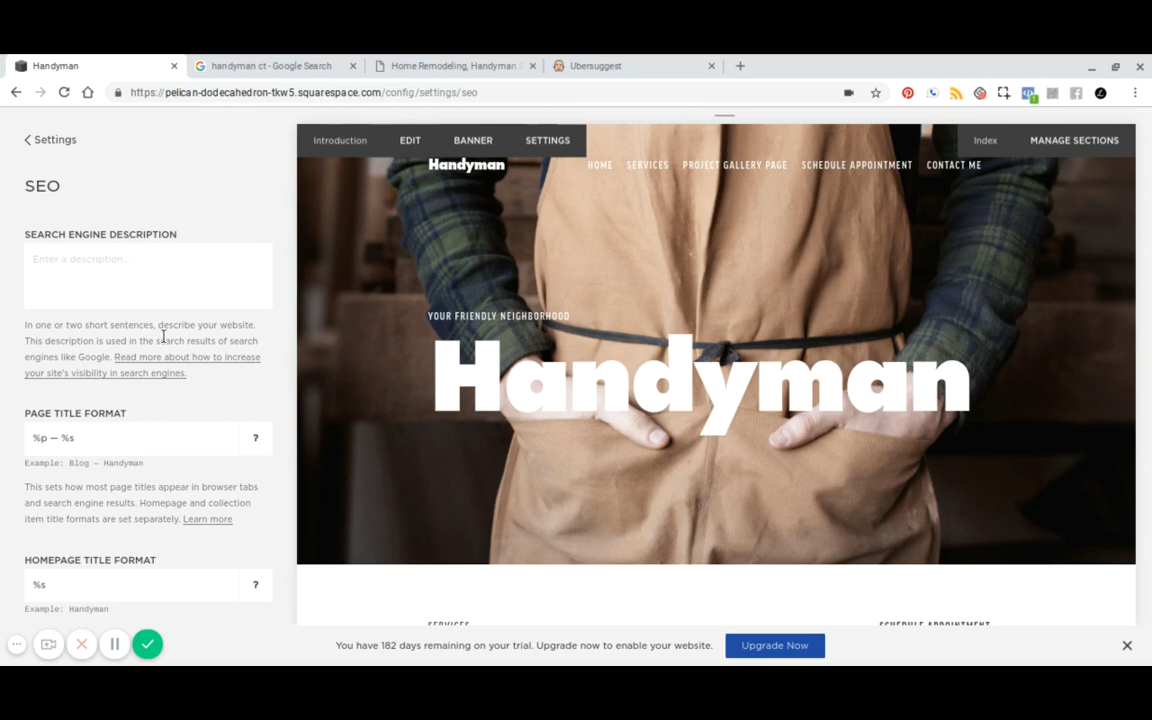 Handyman
handyman ct - Google Search
Home Remodeling, Handyman
Ubersuggest
https://pelican-dodecahedron-tkw5.squarespace.com/config/settings/seo
Settings
SEO
SEARCH ENGINE DESCRIPTION
Enter a description...
In one or two short sentences, describe your website.
This description is used in the search results of search
engines like Google. Read more about how to increase
your site's visibility in search engines.
PAGE TITLE FORMAT
%p — %s
?
Example: Blog — Handyman
This sets how most page titles appear in browser tabs
and search engine results. Homepage and collection
item title formats are set separately. Learn more
HOMEPAGE TITLE FORMAT
%s
?
Example: Handyman
Introduction EDIT BANNER SETTINGS
Index MANAGE SECTIONS
Handyman
HOME SERVICES PROJECT GALLERY PAGE SCHEDULE APPOINTMENT CONTACT ME
YOUR FRIENDLY NEIGHBORHOOD
Handyman
SERVICES
SCHEDULE APPOINTMENT
You have 182 days remaining on your trial. Upgrade now to enable your website.
Upgrade Now